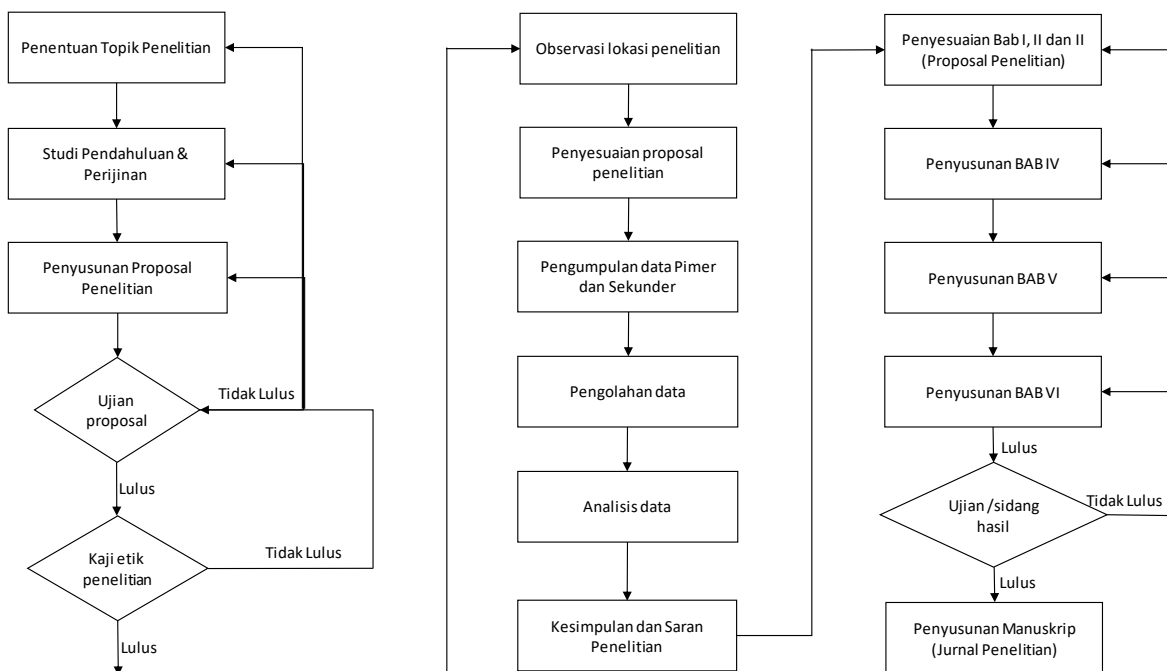 Penentuan Topik Penelitian
Studi Pendahuluan &
Perijinan
Penyusunan Proposal
Penelitian
Ujian
proposal
Tidak Lulus
Lulus
Kaji etik
penelitian
Tidak Lulus
Lulus
Observasi lokasi penelitian
Penyesuaian proposal
penelitian
Pengumpulan data Pimer
dan Sekunder
Pengolahan data
Analisis data
Kesimpulan dan Saran
Penelitian
Penyesuaian Bab I, II dan II
(Proposal Penelitian)
Penyusunan BAB IV
Penyusunan BAB V
Penyusunan BAB VI
Lulus
Ujian /sidang
hasil
Tidak Lulus
Lulus
Penyusunan Manuskrip
(Jurnal Penelitian)